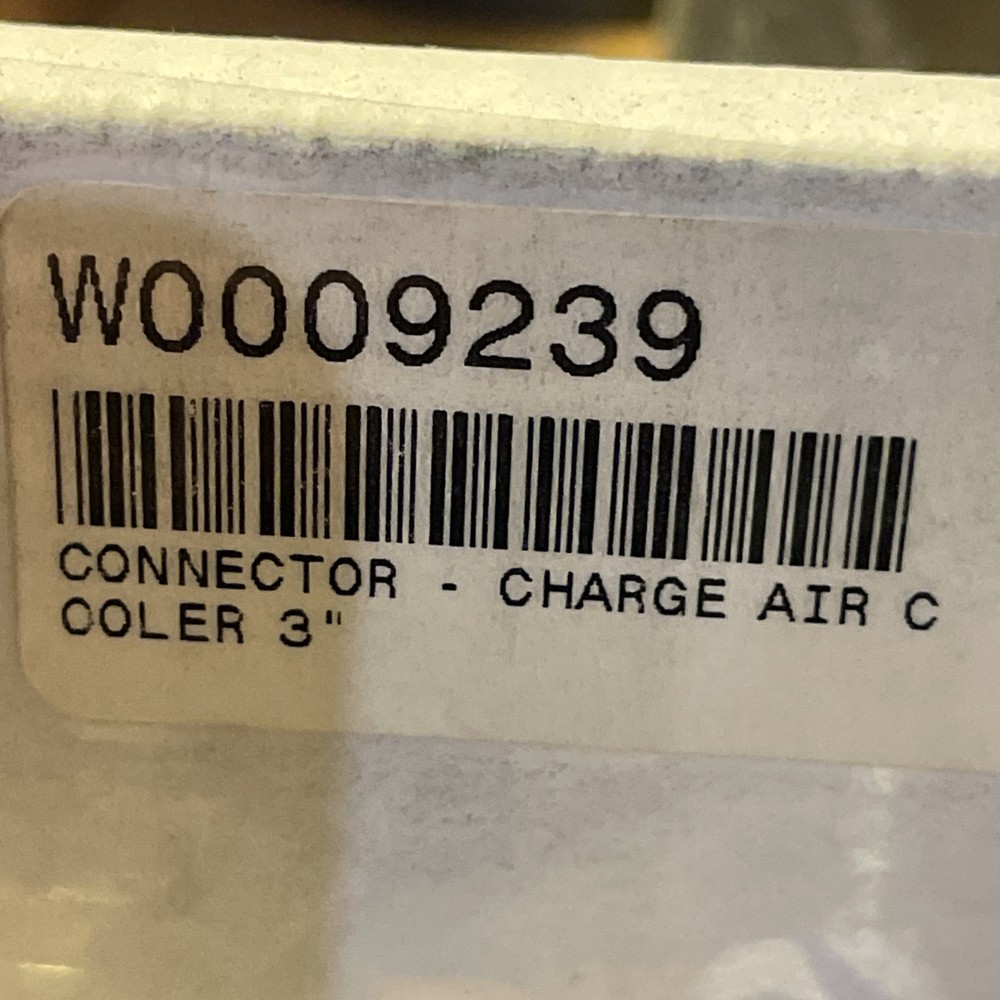 W0009239
CONNECTOR - CHARGE AIR C
OOLER 3"